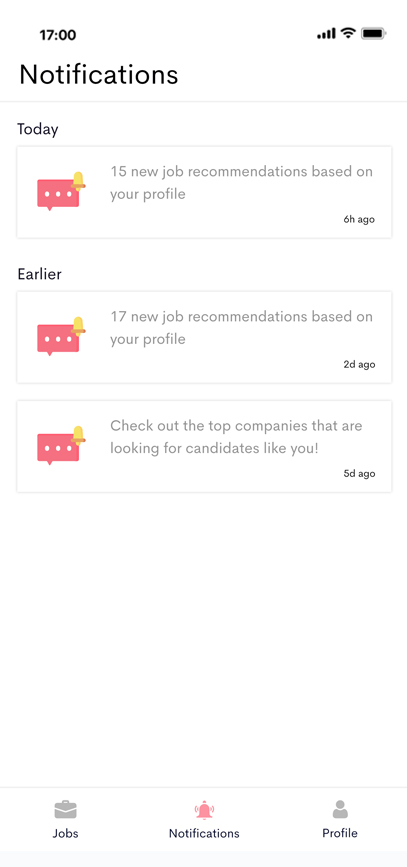 17:00
Notifications
Today
15 new job recommendations based on
your profile
6h ago
Earlier
17 new job recommendations based on
your profile
2d ago
Check out the top companies that are
looking for candidates like you!
5d ago
Jobs
Notifications
Profile